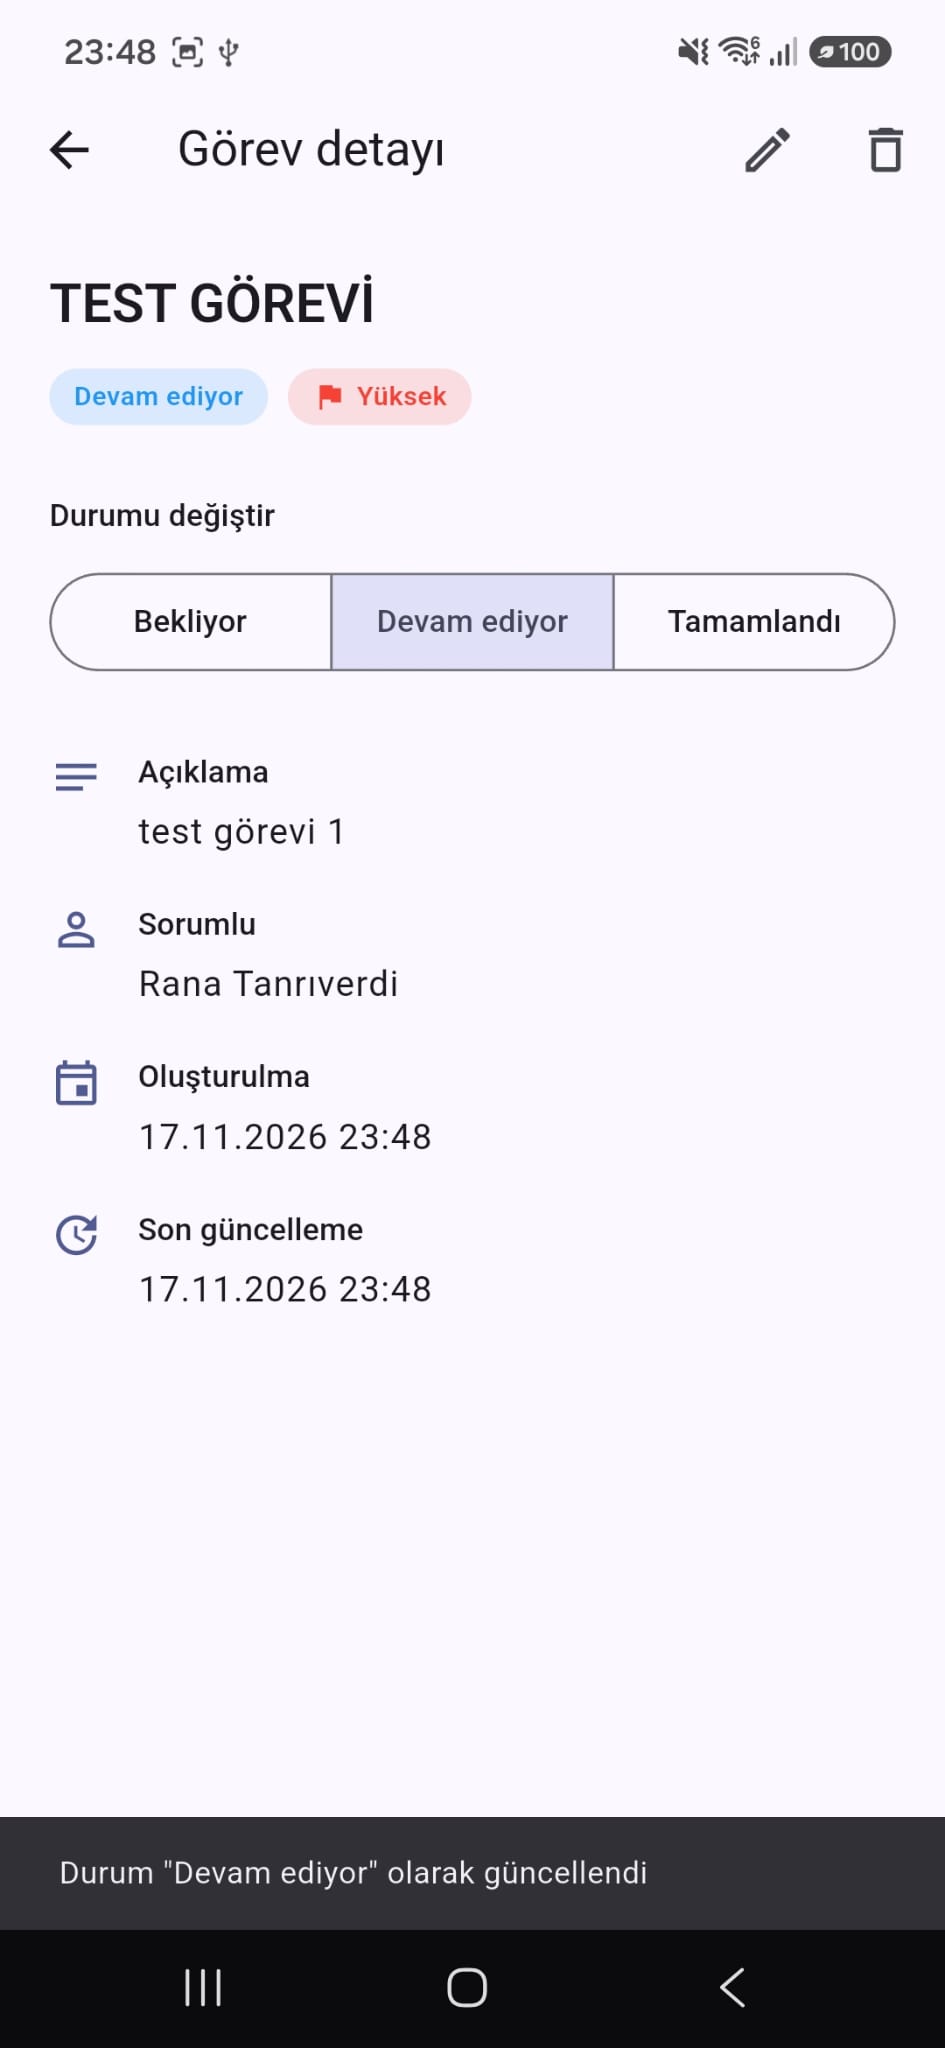 23:48
6
100
Görev detayı
TEST GÖREVİ
Devam ediyor
Yüksek
Durumu değiştir
Bekliyor
Devam ediyor
Tamamlandı
Açıklama
test görevi 1
Sorumlu
Rana Tanrıverdi
Oluşturulma
17.11.2026 23:48
Son güncelleme
17.11.2026 23:48
Durum "Devam ediyor" olarak güncellendi